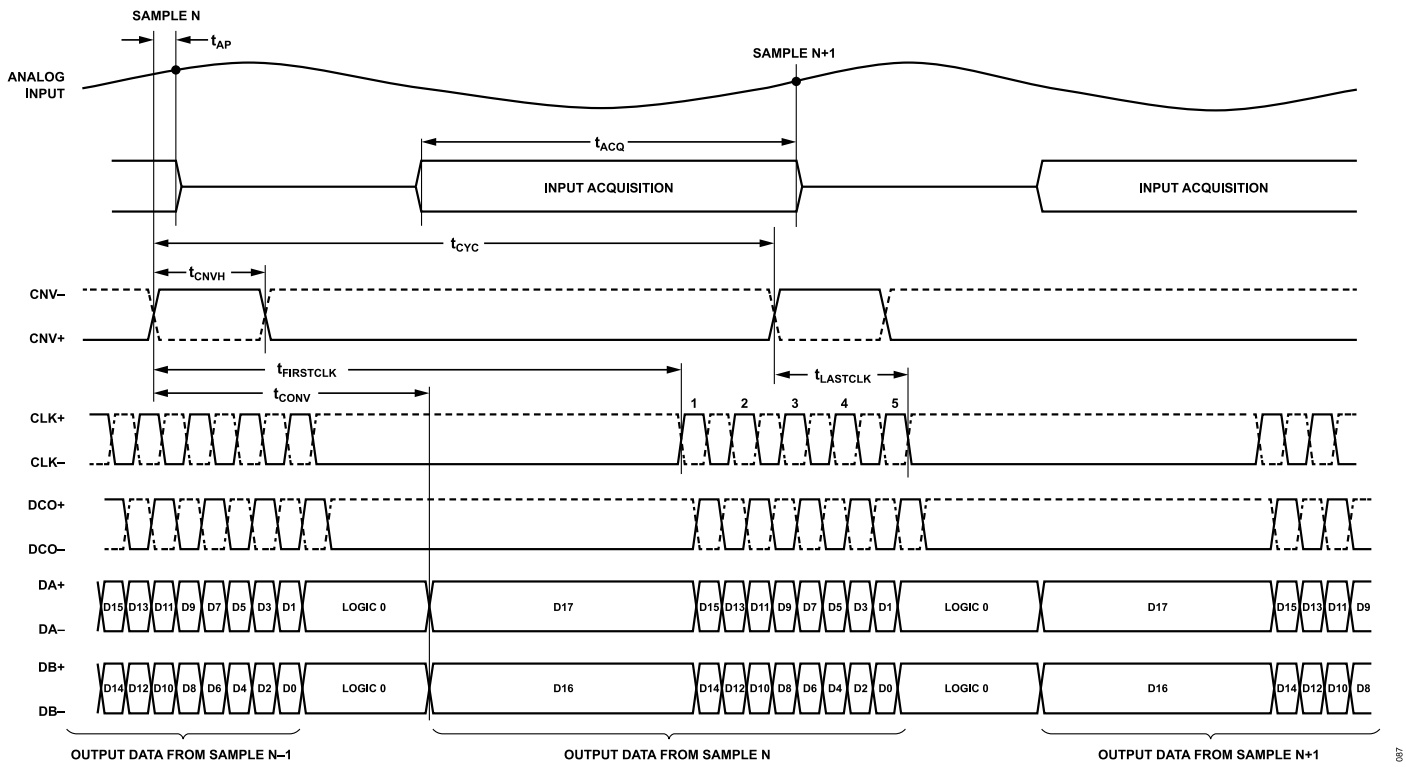 SAMPLE N
tAP
SAMPLE N+1
ANALOG
INPUT
tACQ
INPUT ACQUISITION
INPUT ACQUISITION
tCYC
tCNVH
CNV–
CNV+
tFIRSTCLK
tLASTCLK
tCONV
CLK+
1 2 3 4 5
CLK–
DCO+
DCO–
DA+
D15 D13 D11 D9 D7 D5 D3 D1 LOGIC 0 D17 D15 D13 D11 D9 D7 D5 D3 D1 LOGIC 0 D17 D15 D13 D11 D9
DA–
DB+
D14 D12 D10 D8 D6 D4 D2 D0 LOGIC 0 D16 D14 D12 D10 D8 D6 D4 D2 D0 LOGIC 0 D16 D14 D12 D10 D8
DB–
OUTPUT DATA FROM SAMPLE N–1
OUTPUT DATA FROM SAMPLE N
OUTPUT DATA FROM SAMPLE N+1
087